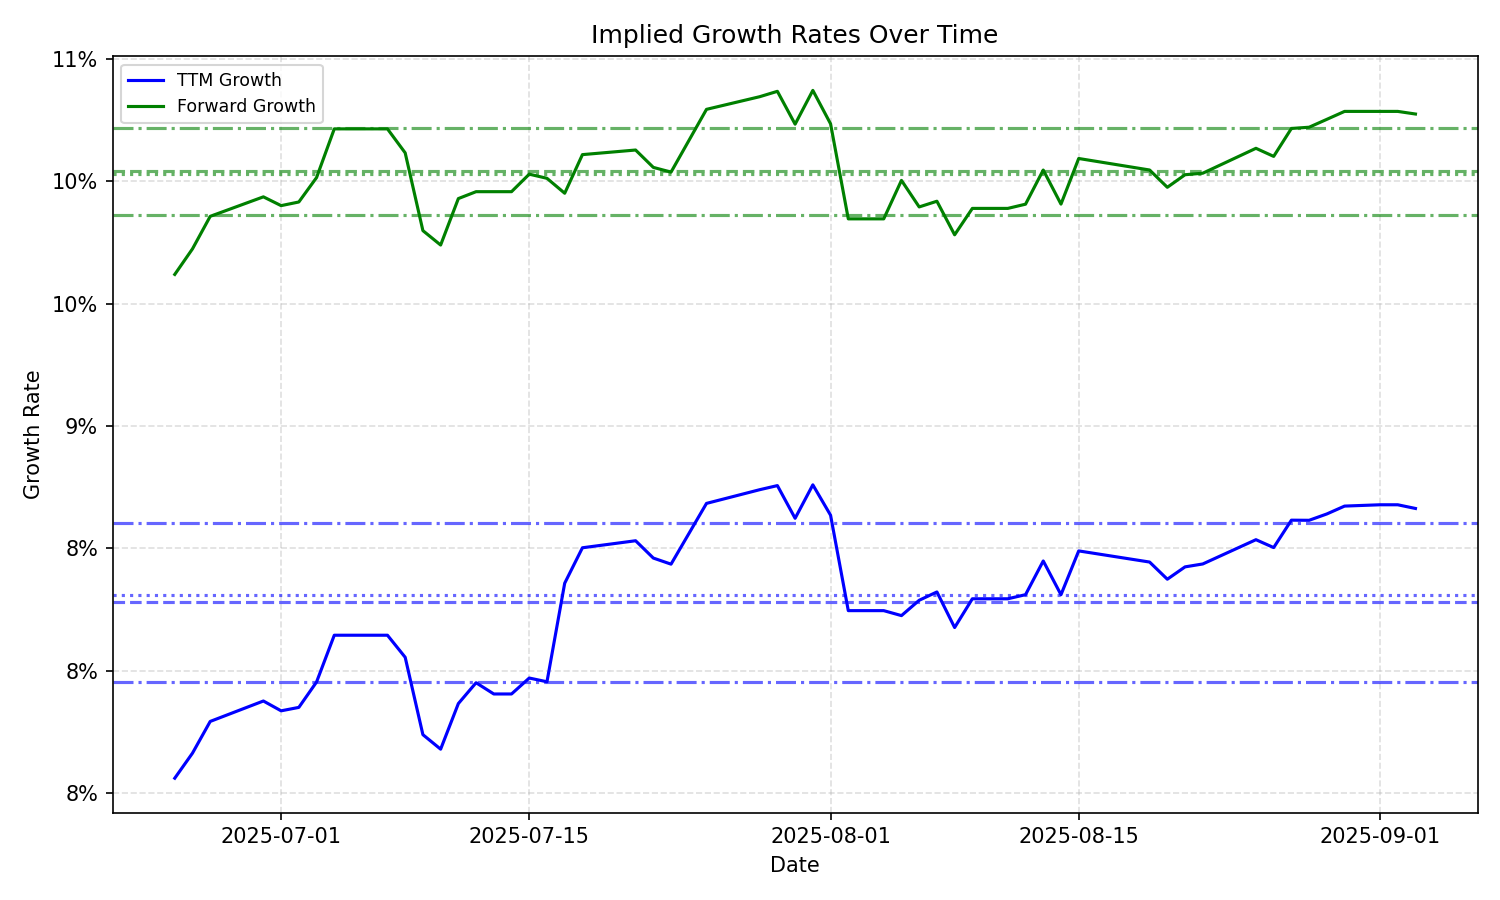 Implied Growth Rates Over Time
TTM Growth
Forward Growth
11%
10%
10%
9%
8%
8%
8%
Growth Rate
2025-07-01
2025-07-15
2025-08-01
2025-08-15
2025-09-01
Date